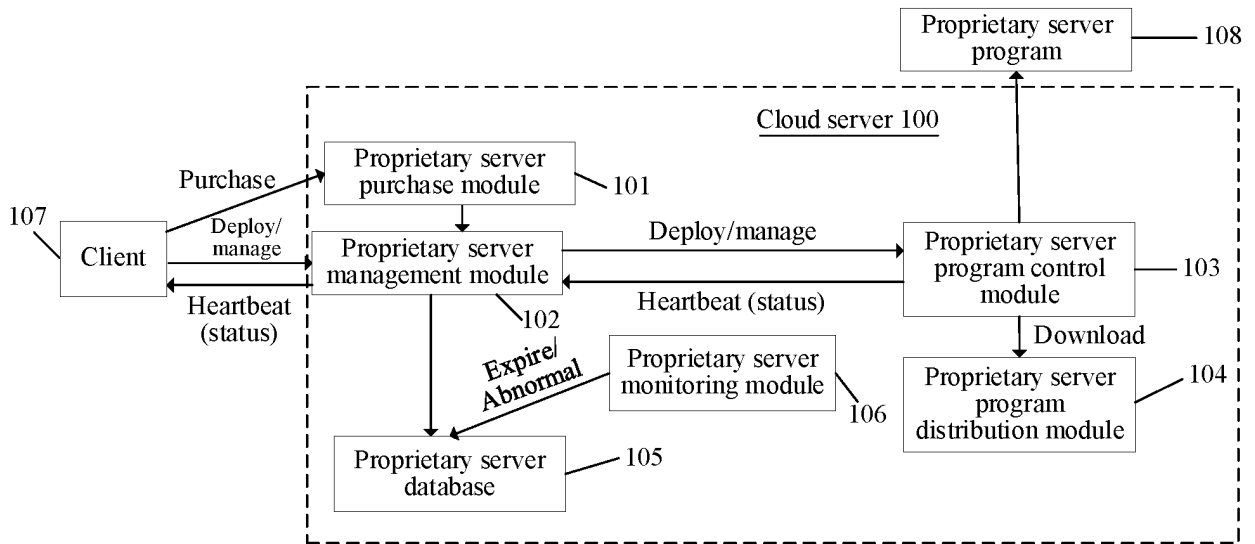 Proprietary server
program
108
Cloud server 100
Proprietary server
purchase module
101
Purchase
107
Client
Deploy/
manage
Heartbeat
(status)
Proprietary server
management module
102
Deploy/manage
Heartbeat
(status)
Proprietary server
program control
module
103
Download
Expire/
Abnormal
Proprietary server
monitoring module
106
Proprietary server
program
distribution module
104
Proprietary server
database
105